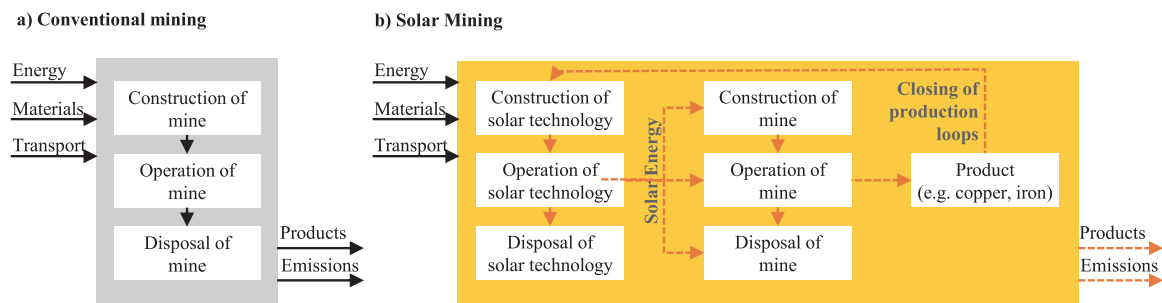 a) Conventional mining
Energy
Materials
Transport
Construction of
mine
Operation of
mine
Disposal of
mine
Products
Emissions
b) Solar Mining
Energy
Materials
Transport
Construction of
solar technology
Operation of
solar technology
Disposal of
solar technology
Solar Energy
Construction of
mine
Operation of
mine
Disposal of
mine
Closing of
production
loops
Product
(e.g. copper, iron)
Products
Emissions